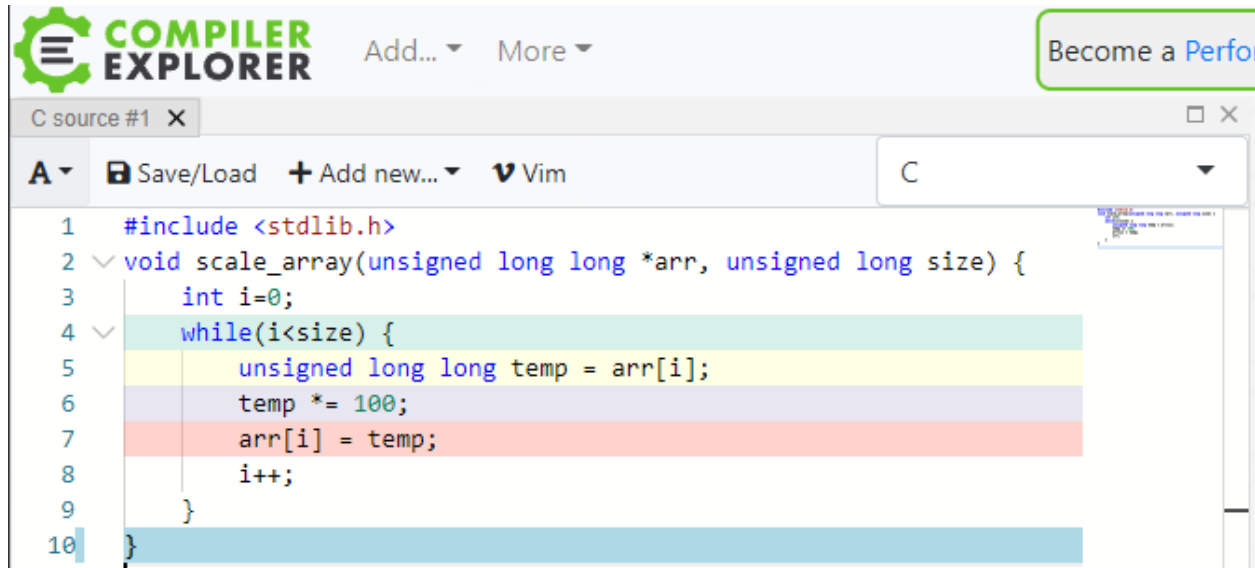 COMPILER
EXPLORER
Add... More
Become a Perfo
C source #1
A Save/Load + Add new... Vim
C
1 #include <stdlib.h>
2 void scale_array(unsigned long long *arr, unsigned long size) {
3     int i=0;
4     while(i<size) {
5         unsigned long long temp = arr[i];
6         temp *= 100;
7         arr[i] = temp;
8         i++;
9     }
10 }